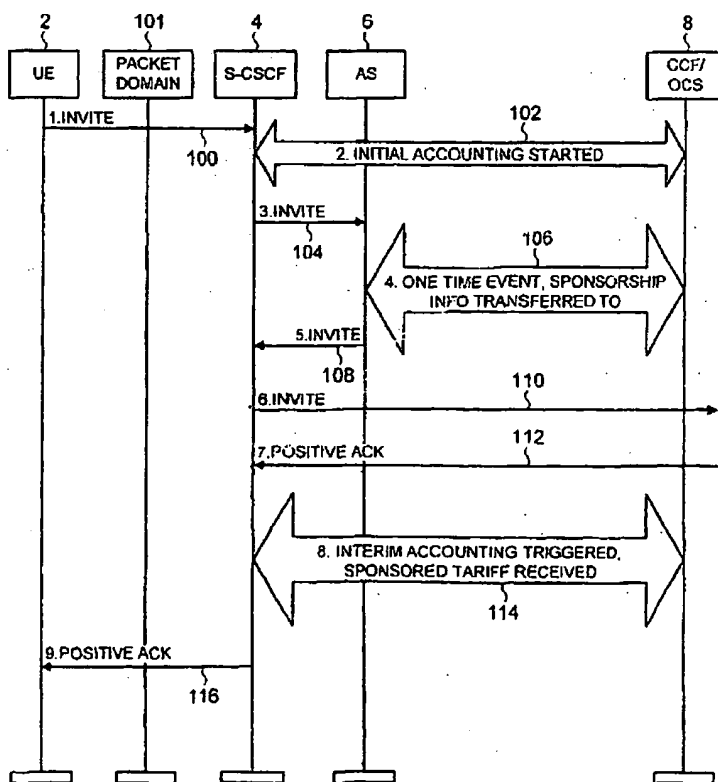 2
101
4
6
8
UE
PACKET
DOMAIN
S-CSCF
AS
CCF/
OCS
1.INVITE
100
102
2. INITIAL ACCOUNTING STARTED
3.INVITE
104
106
4. ONE TIME EVENT, SPONSORSHIP
INFO TRANSFERRED TO
5.INVITE
108
6.INVITE
110
7.POSITIVE ACK
112
8. INTERIM ACCOUNTING TRIGGERED,
SPONSORED TARIFF RECEIVED
114
9.POSITIVE ACK
116